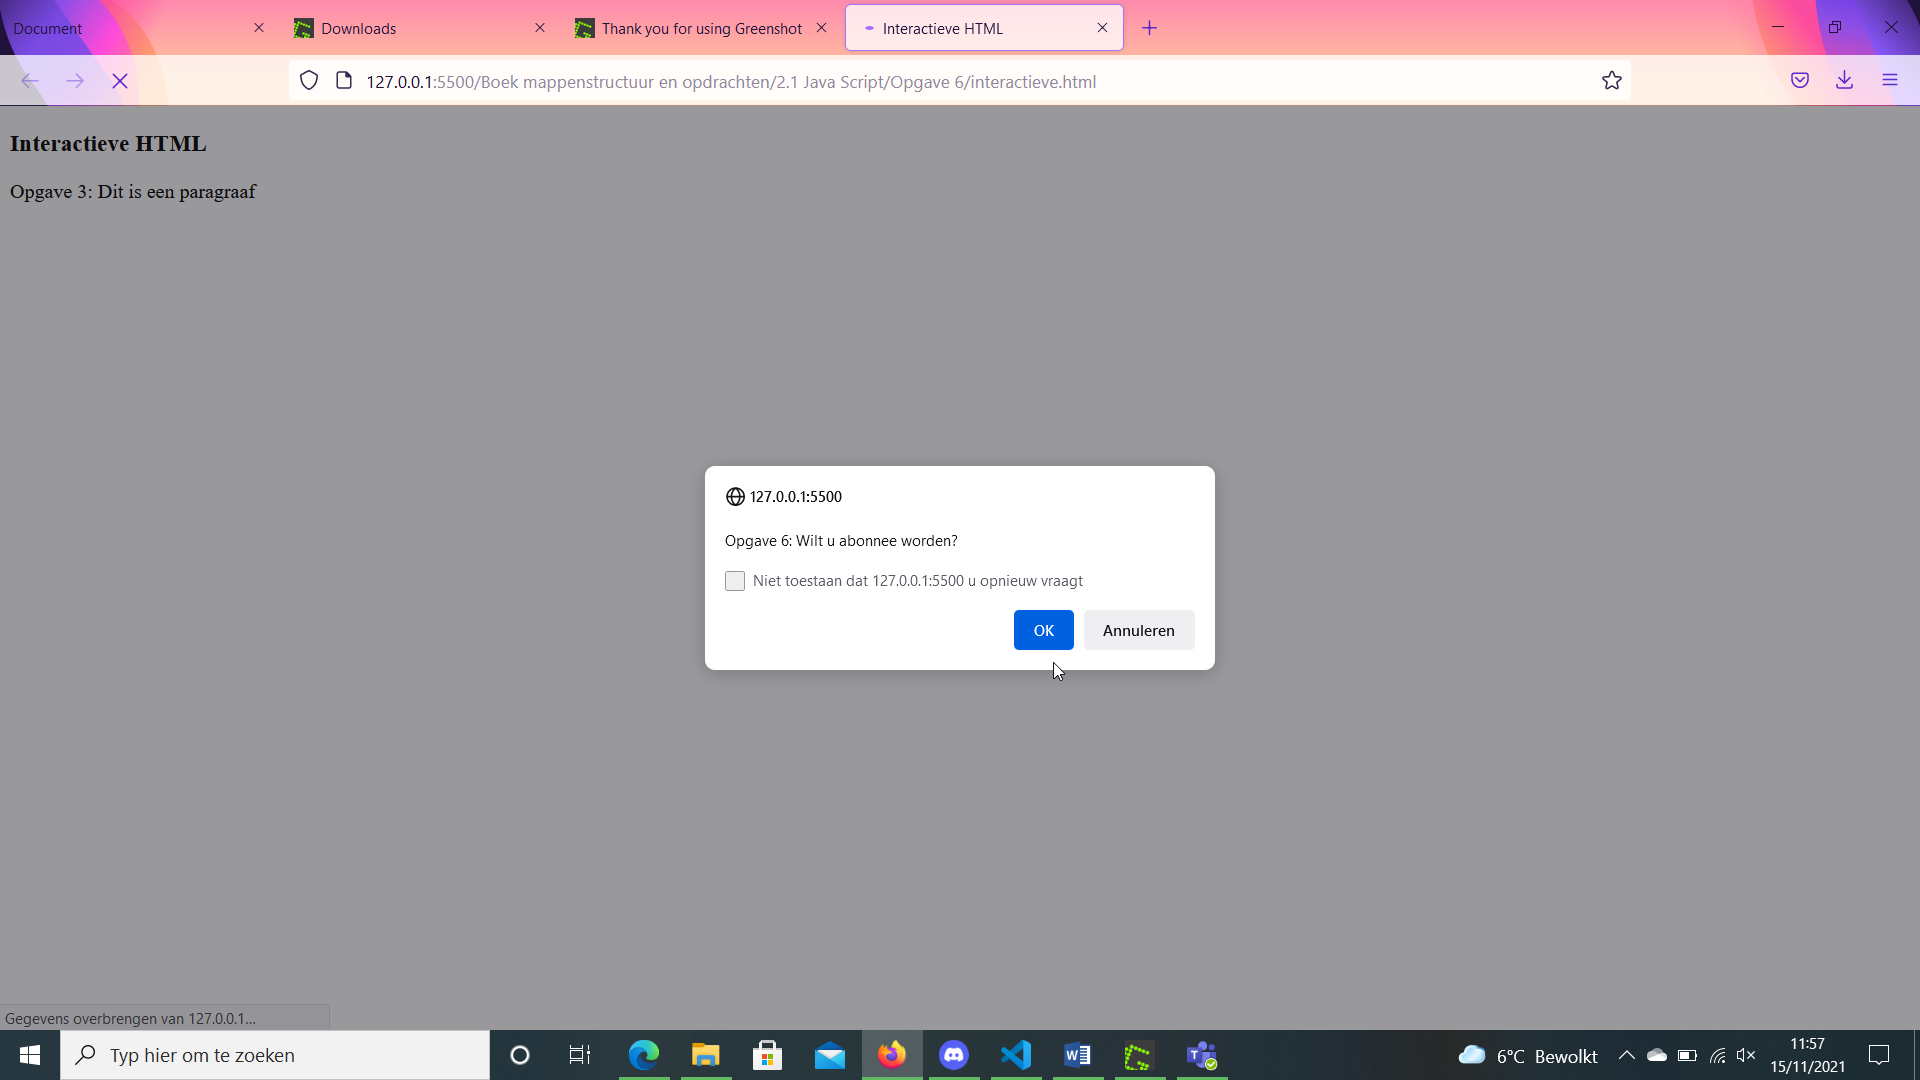 Document
Downloads
Thank you for using Greenshot
Interactieve HTML
127.0.0.1:5500/Boek mappenstructuur en opdrachten/2.1 Java Script/Opgave 6/interactieve.html
Interactieve HTML
Opgave 3: Dit is een paragraaf
127.0.0.1:5500
Opgave 6: Wilt u abonnee worden?
Niet toestaan dat 127.0.0.1:5500 u opnieuw vraagt
OK
Annuleren
Gegevens overbrengen van 127.0.0.1...
Typ hier om te zoeken
6°C Bewolkt
11:57
15/11/2021